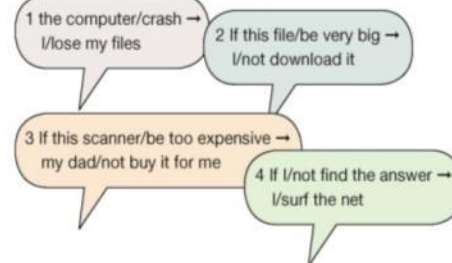 1 the computer/crash →
I/lose my files
2 If this file/be very big →
I/not download it
3 If this scanner/be too expensive →
my dad/not buy it for me
4 If I/not find the answer →
I/surf the net